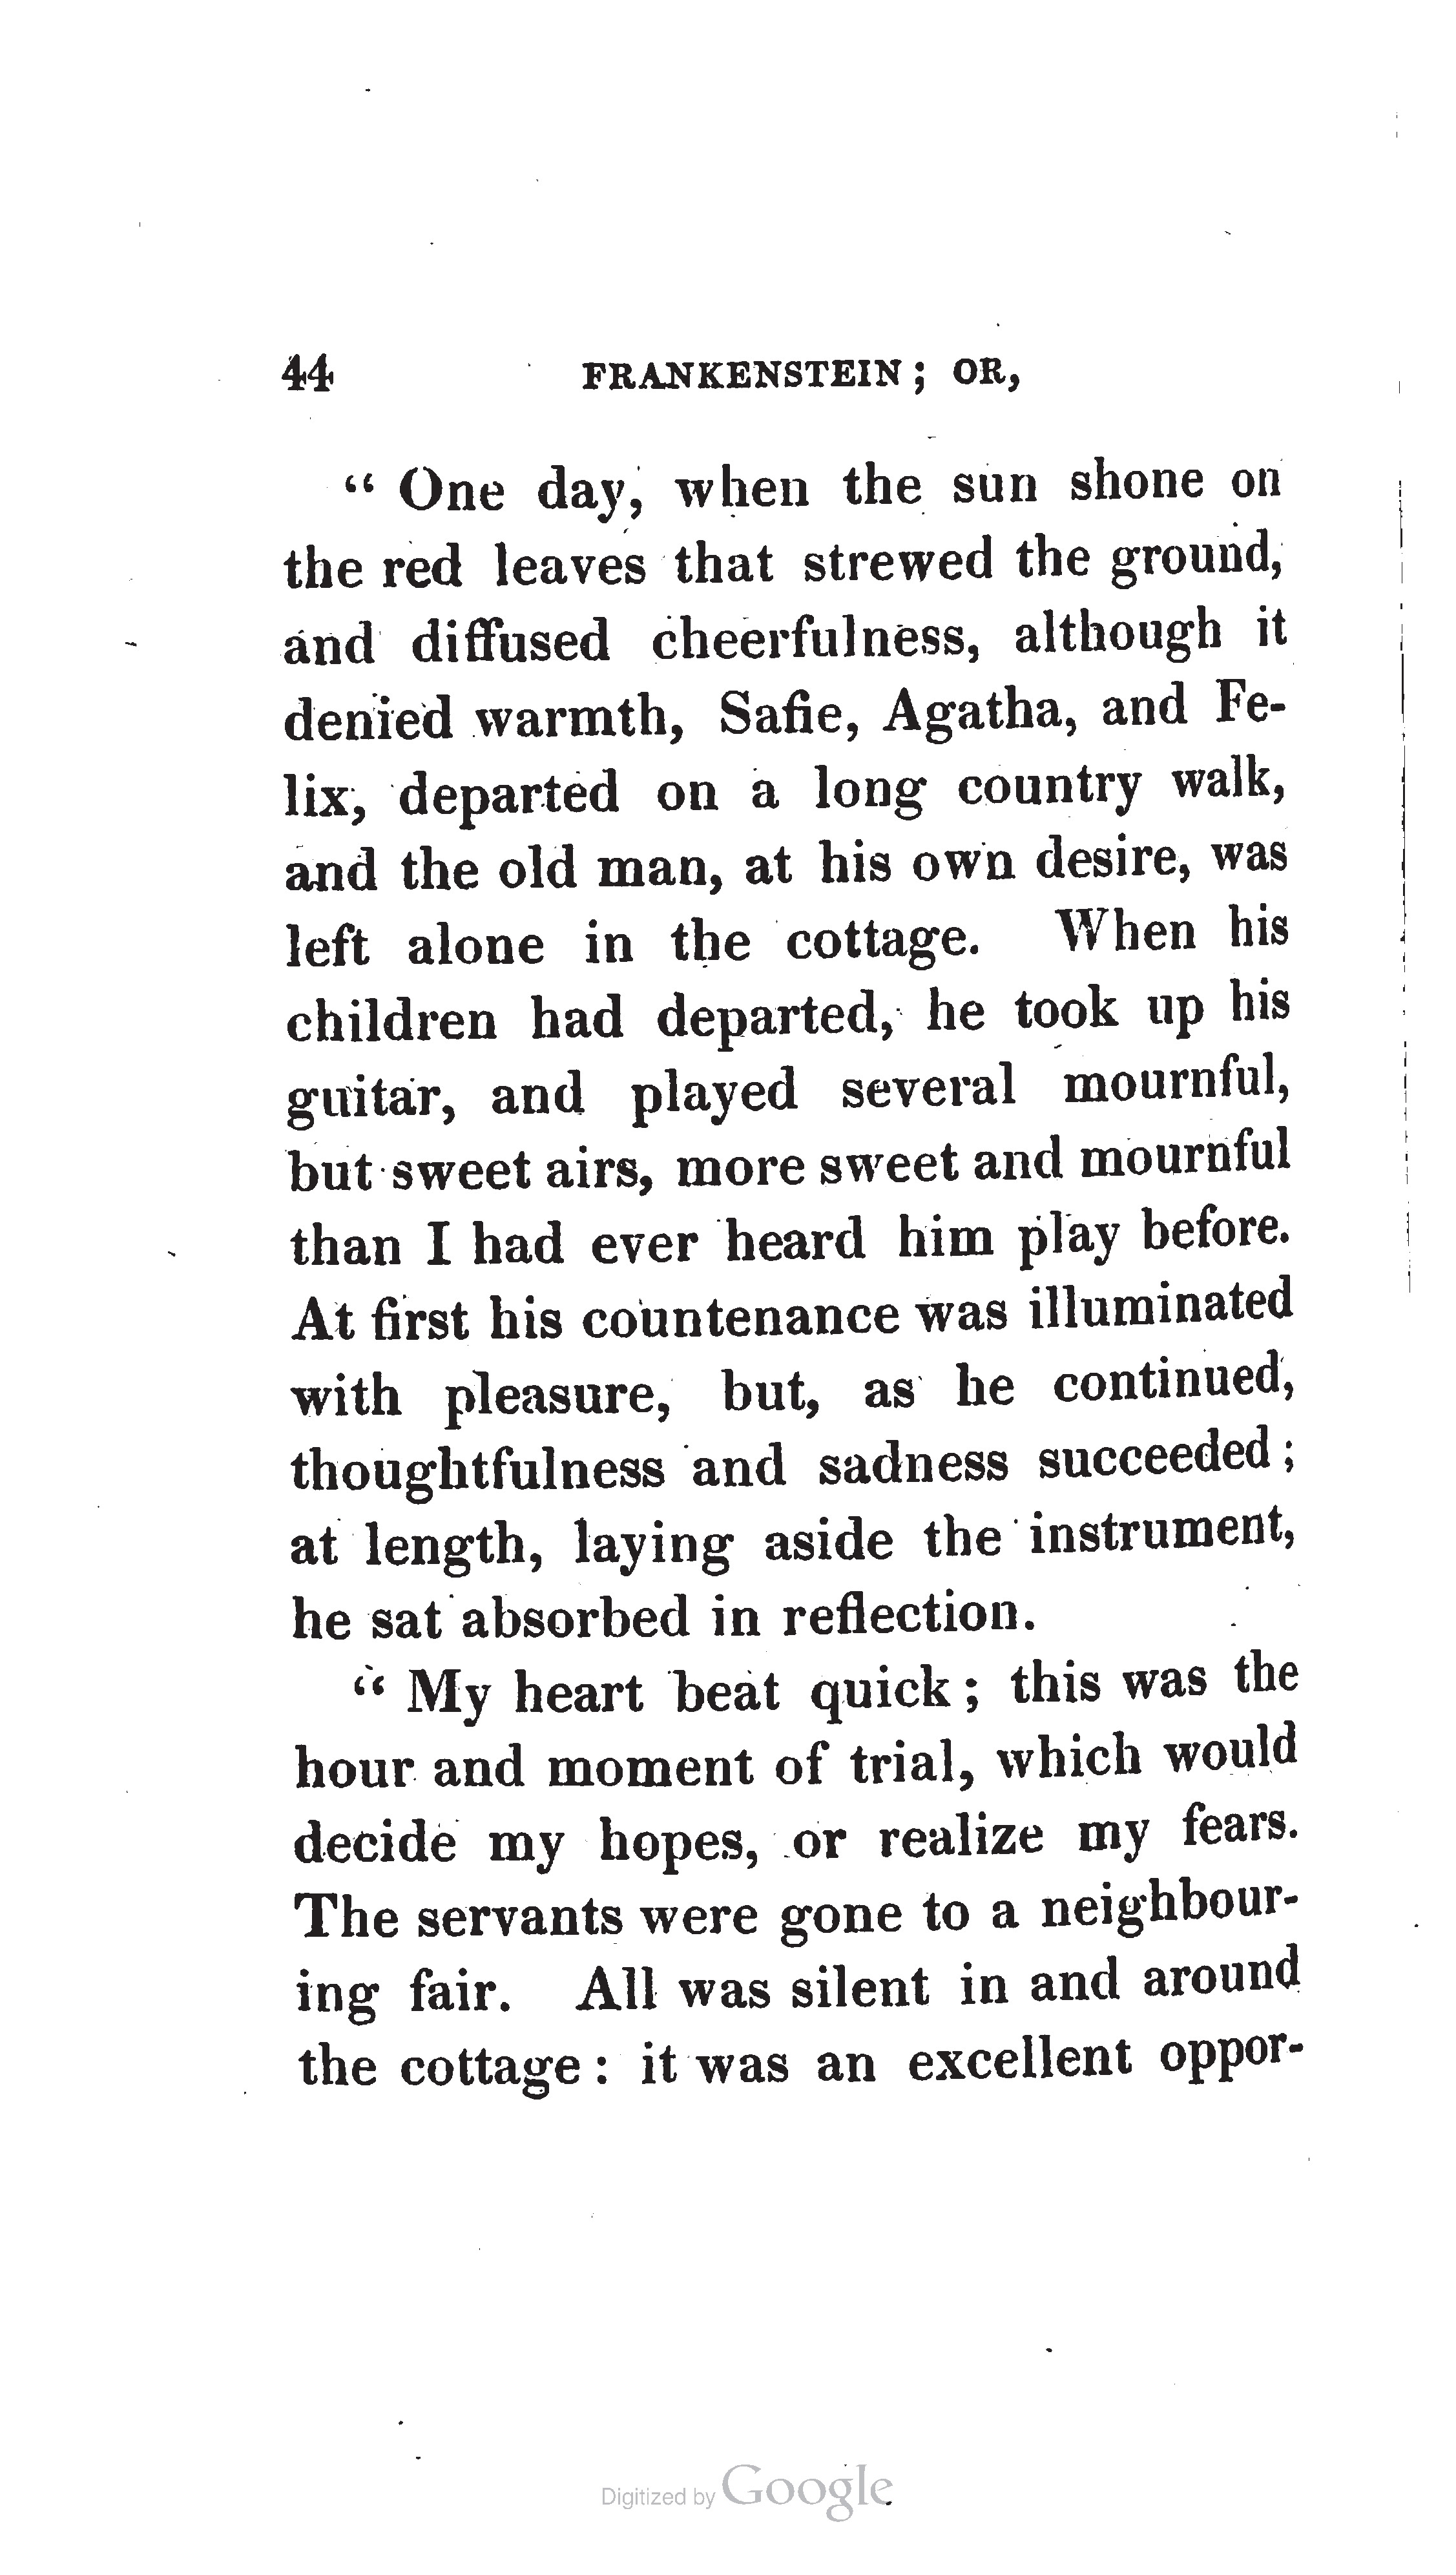 44 FRANKENSTEIN; OR,
" One day, when the sun shone on
the red leaves that strewed the ground,
and diffused cheerfulness, although it
denied warmth, Safie, Agatha, and Fe-
lix, departed on a long country walk,
and the old man, at his own desire, was
left alone in the cottage. When his
children had departed, he took up his
guitar, and played several mournful,
but sweet airs, more sweet and mournful
than I had ever heard him play before.
At first his countenance was illuminated
with pleasure, but, as he continued,
thoughtfulness and sadness succeeded;
at length, laying aside the instrument,
he sat absorbed in reflection.
" My heart beat quick; this was the
hour and moment of trial, which would
decide my hopes, or realize my fears.
The servants were gone to a neighbour-
ing fair. All was silent in and around
the cottage: it was an excellent oppor-
Digitized by Google